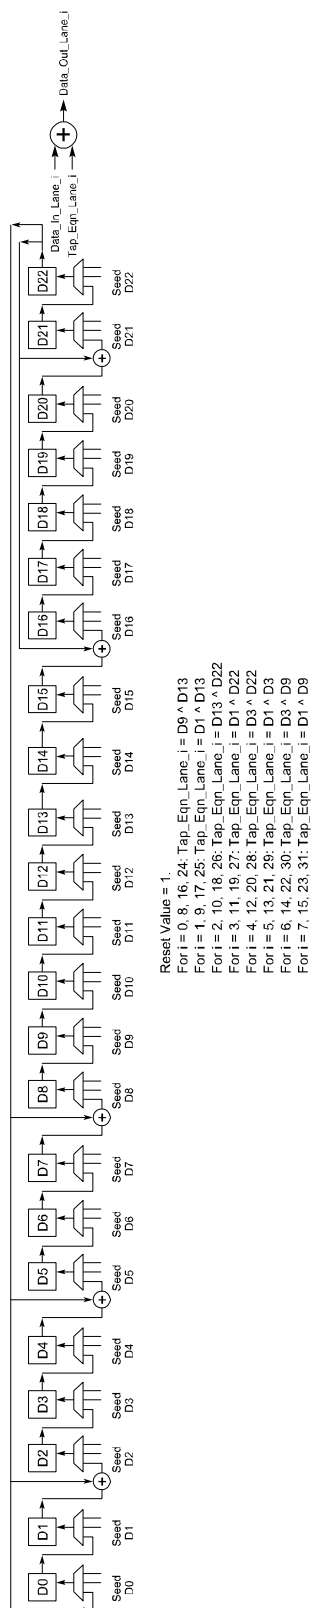 D0 D1 D2 D3 D4 D5 D6 D7 D8 D9 D10 D11 D12 D13 D14 D15 D16 D17 D18 D19 D20 D21 D22
Data_In_Lane_i
Tap_Eqn_Lane_i
Data_Out_Lane_i
Seed Seed Seed Seed Seed Seed Seed Seed Seed Seed Seed Seed Seed Seed Seed Seed Seed Seed Seed Seed Seed Seed Seed
D0 D1 D2 D3 D4 D5 D6 D7 D8 D9 D10 D11 D12 D13 D14 D15 D16 D17 D18 D19 D20 D21 D22
Reset Value = 1.
For i = 0, 8, 16, 24: Tap_Eqn_Lane_i = D9 ^ D13
For i = 1, 9, 17, 25: Tap_Eqn_Lane_i = D1 ^ D13
For i = 2, 10, 18, 26: Tap_Eqn_Lane_i = D13 ^ D22
For i = 3, 11, 19, 27: Tap_Eqn_Lane_i = D1 ^ D22
For i = 4, 12, 20, 28: Tap_Eqn_Lane_i = D3 ^ D22
For i = 5, 13, 21, 29: Tap_Eqn_Lane_i = D1 ^ D3
For i = 6, 14, 22, 30: Tap_Eqn_Lane_i = D3 ^ D9
For i = 7, 15, 23, 31: Tap_Eqn_Lane_i = D1 ^ D9